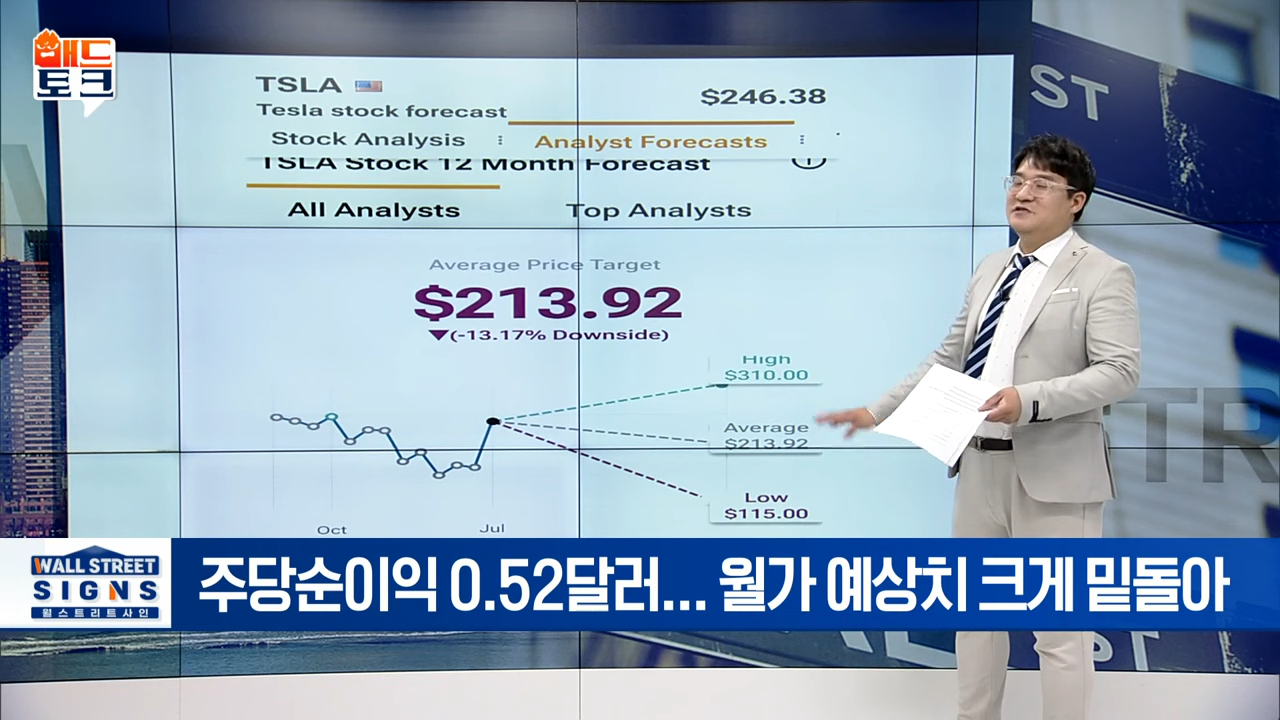 매드
토크
TSLA
$246.38
Tesla stock forecast
Stock Analysis
Analyst Forecasts
TSLA Stock 12 Month Forecast
All Analysts
Top Analysts
Average Price Target
$213.92
▼(-13.17% Downside)
High
$310.00
Average
$213.92
Low
$115.00
Oct
Jul
ST
TR
WALL STREET
SIGNS
월스트리트사인
주당순이익 0.52달러... 월가 예상치 크게 밑돌아
ST